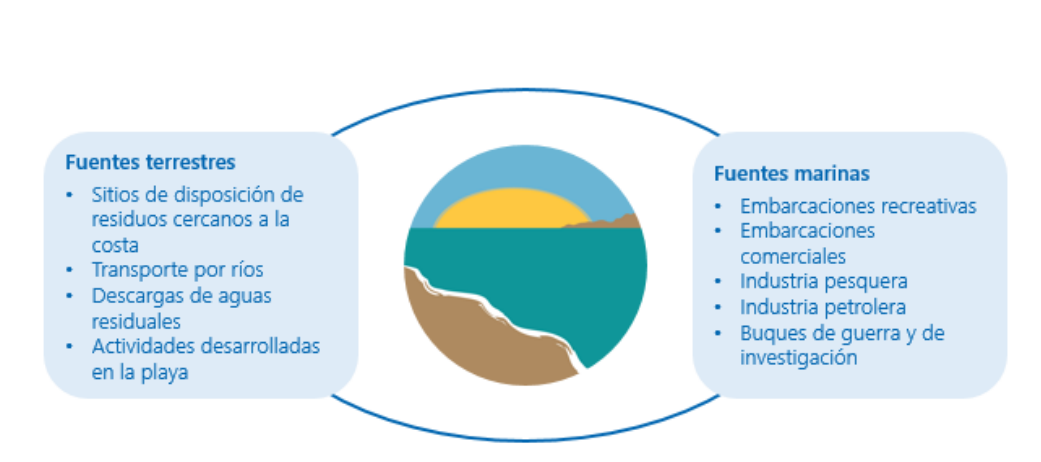 Fuentes terrestres
• Sitios de disposición de
residuos cercanos a la
costa
• Transporte por ríos
• Descargas de aguas
residuales
• Actividades desarrolladas
en la playa
Fuentes marinas
• Embarcaciones recreativas
• Embarcaciones
comerciales
• Industria pesquera
• Industria petrolera
• Buques de guerra y de
investigación